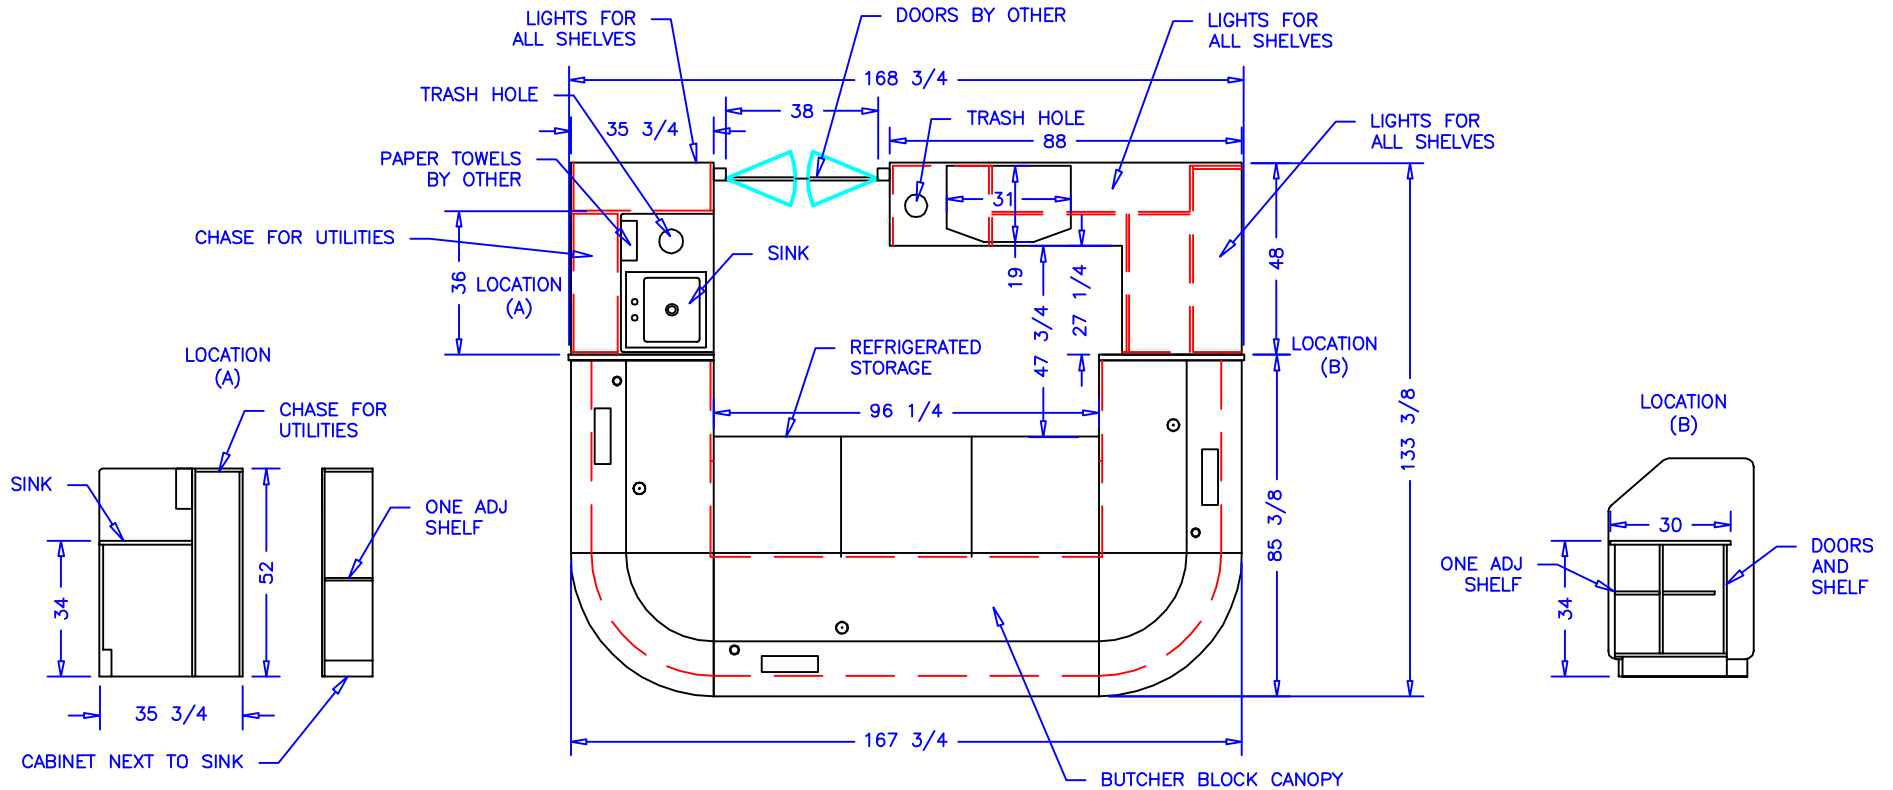 LIGHTS FOR
ALL SHELVES
DOORS BY OTHER
LIGHTS FOR
ALL SHELVES
168 3/4
TRASH HOLE
38
35 3/4
TRASH HOLE
88
LIGHTS FOR
ALL SHELVES
PAPER TOWELS
BY OTHER
31
CHASE FOR UTILITIES
SINK
36
LOCATION
(A)
19
27 1/4
48
47 3/4
REFRIGERATED
STORAGE
LOCATION
(B)
133 3/8
96 1/4
85 3/8
167 3/4
BUTCHER BLOCK CANOPY
LOCATION
(A)
CHASE FOR
UTILITIES
SINK
ONE ADJ
SHELF
52
34
35 3/4
CABINET NEXT TO SINK
LOCATION
(B)
30
ONE ADJ
SHELF
DOORS
AND
SHELF
34